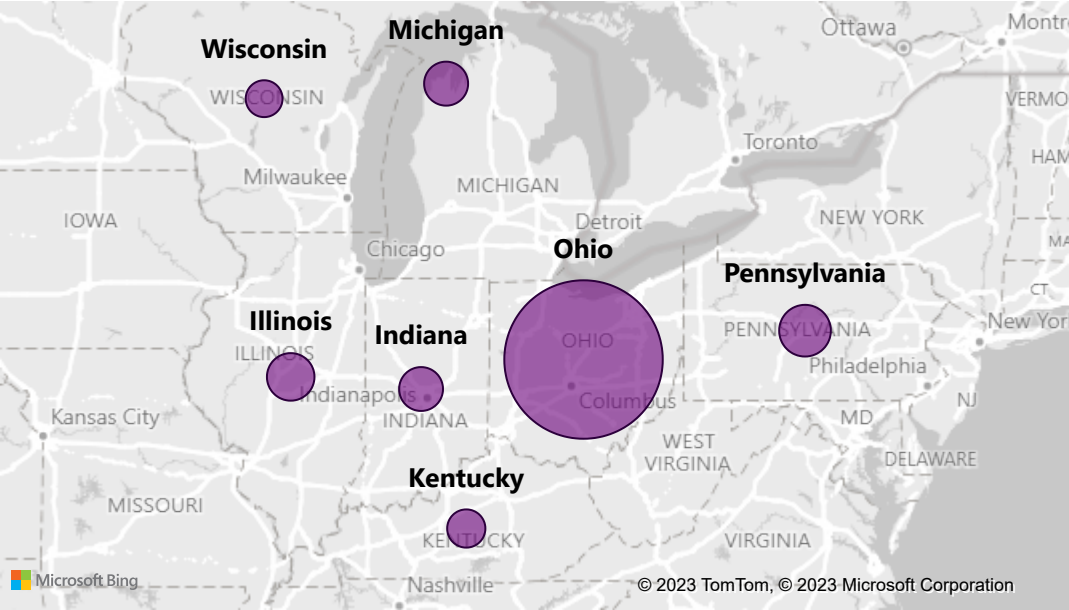 Michigan
Ottawa
Montr
Wisconsin
WISCONSIN
VERMO
Toronto
HAM
Milwaukee
MICHIGAN
IOWA
Detroit
NEW YORK
MA
Chicago
Ohio
Pennsylvania
CT
New Yor
Illinois
Indiana
PENNSYLVANIA
OHIO
ILLINOIS
Philadelphia
Indianapolis
Columbus
NJ
Kansas City
INDIANA
MD
WEST
VIRGINIA
DELAWARE
Kentucky
MISSOURI
KENTUCKY
VIRGINIA
Microsoft Bing
Nashville
© 2023 TomTom, © 2023 Microsoft Corporation